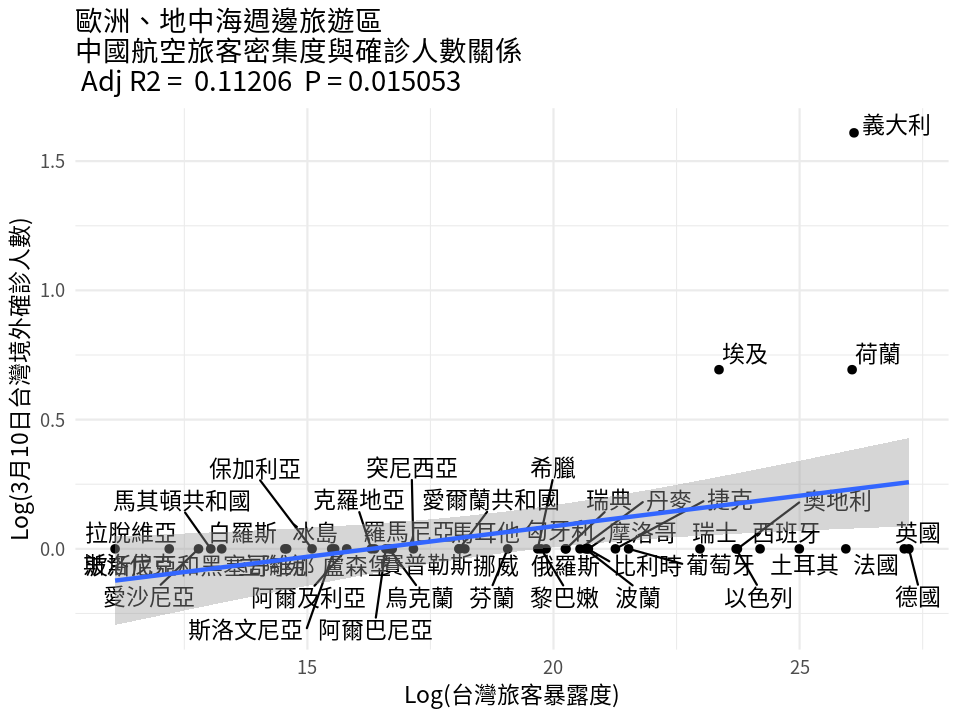 歐洲、地中海週邊旅遊區
中國航空旅客密集度與確診人數關係
Adj R2 = 0.11206 P = 0.015053
Log(3月10日台灣境外確診人數)
1.5
1.0
0.5
0.0
義大利
埃及
荷蘭
保加利亞
突尼西亞
希臘
馬其頓共和國
克羅地亞
愛爾蘭共和國
瑞典
丹麥
捷克
奧地利
拉脫維亞
白羅斯
冰島
羅馬尼亞
馬耳他
匈牙利
摩洛哥
瑞士
西班牙
英國
盧森堡
賽普勒斯
挪威
俄羅斯
比利時
葡萄牙
土耳其
法國
愛沙尼亞
阿爾及利亞
烏克蘭
芬蘭
黎巴嫩
波蘭
以色列
德國
斯洛文尼亞
阿爾巴尼亞
15
20
25
Log(台灣旅客暴露度)